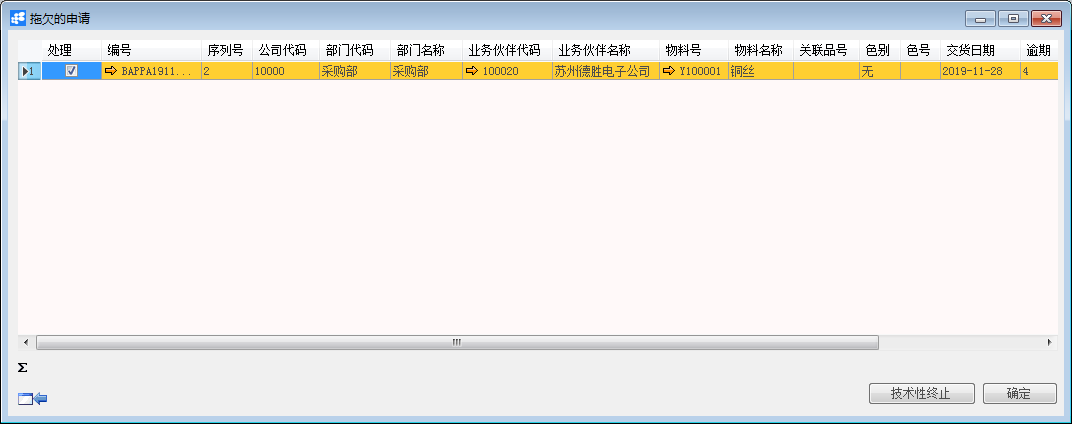 拖欠的申请
处理 编号 序列号 公司代码 部门代码 部门名称 业务伙伴代码 业务伙伴名称 物料号 物料名称 关联品号 色别 色号 交货日期 逾期
1 BAPPA1911... 2 10000 采购部 采购部 100020 苏州德胜电子公司 Y100001 铜丝 无 2019-11-28 4
Σ
技术性终止 确定